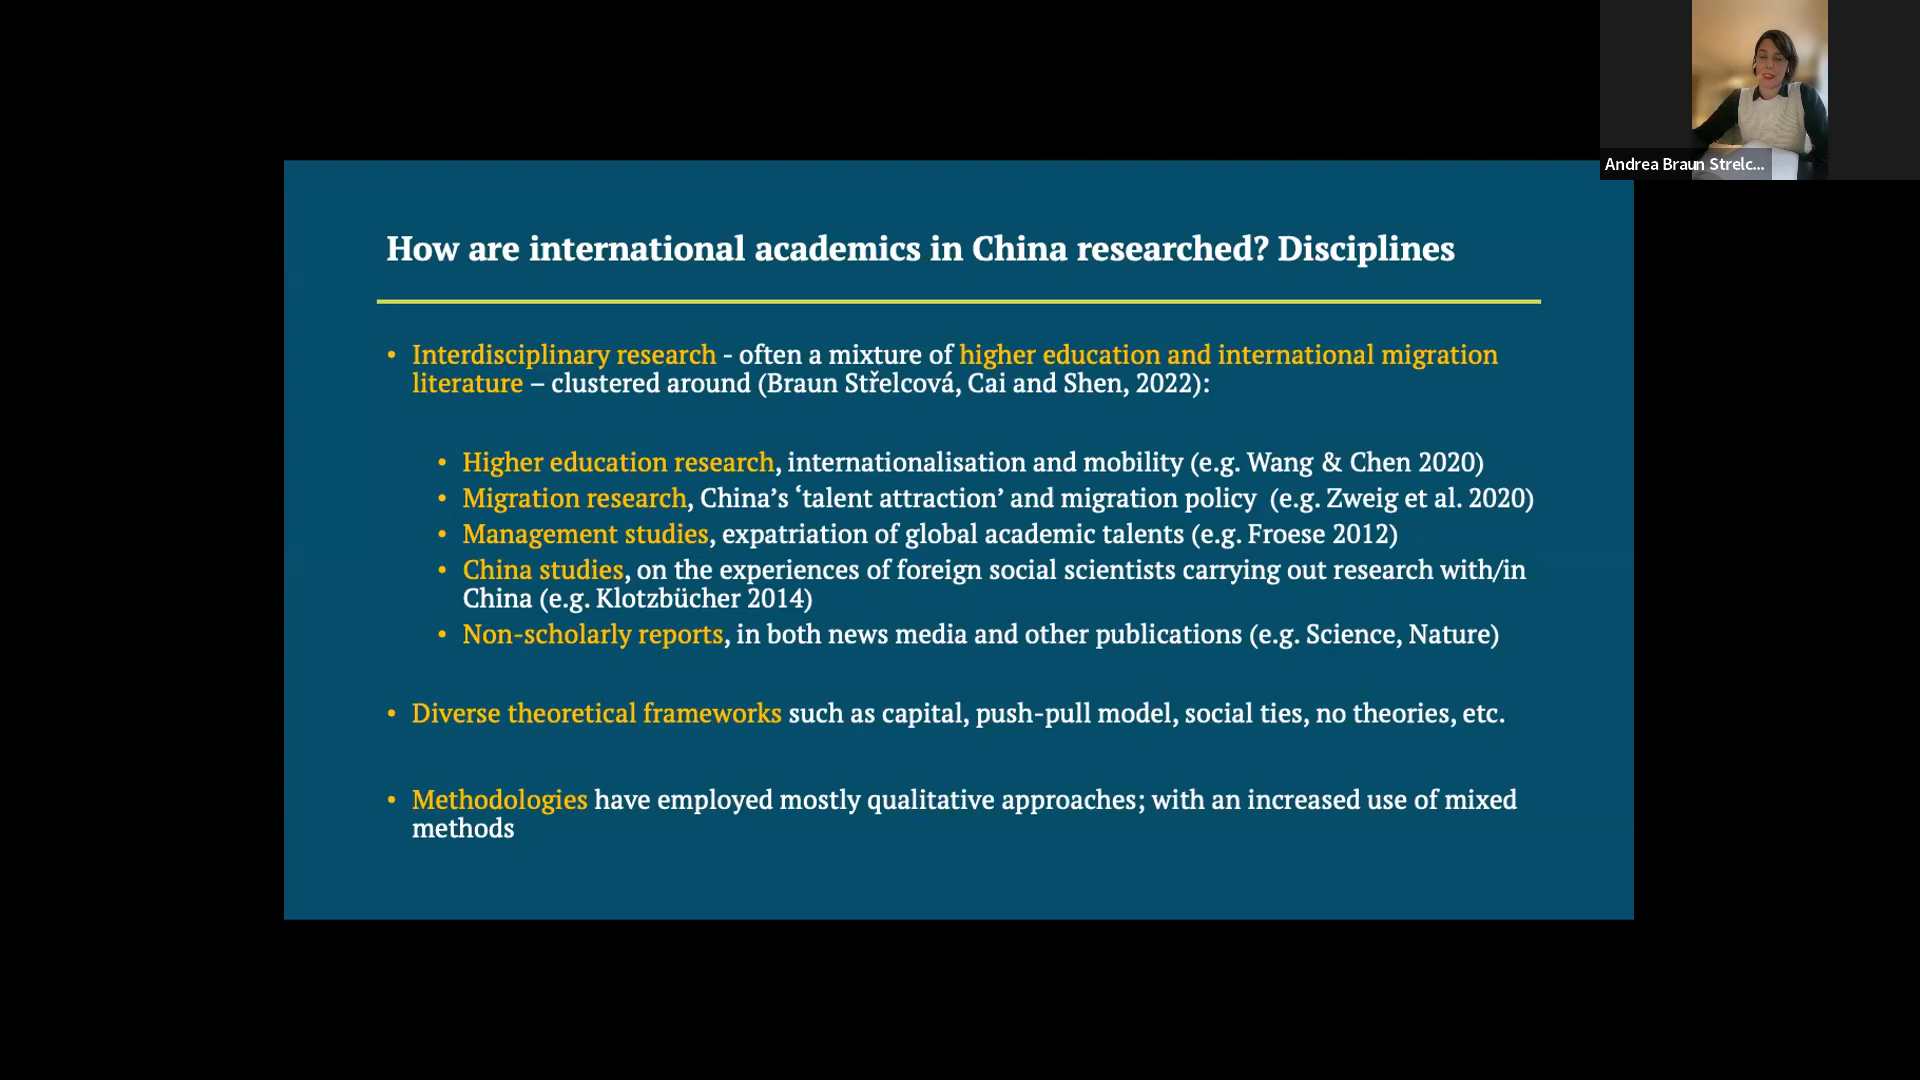 Andrea Braun Strelc...
How are international academics in China researched? Disciplines
• Interdisciplinary research - often a mixture of higher education and international migration
literature – clustered around (Braun Střelcová, Cai and Shen, 2022):
• Higher education research, internationalisation and mobility (e.g. Wang & Chen 2020)
• Migration research, China’s ‘talent attraction’ and migration policy  (e.g. Zweig et al. 2020)
• Management studies, expatriation of global academic talents (e.g. Froese 2012)
• China studies, on the experiences of foreign social scientists carrying out research with/in
China (e.g. Klotzbücher 2014)
• Non-scholarly reports, in both news media and other publications (e.g. Science, Nature)
• Diverse theoretical frameworks such as capital, push-pull model, social ties, no theories, etc.
• Methodologies have employed mostly qualitative approaches; with an increased use of mixed
methods